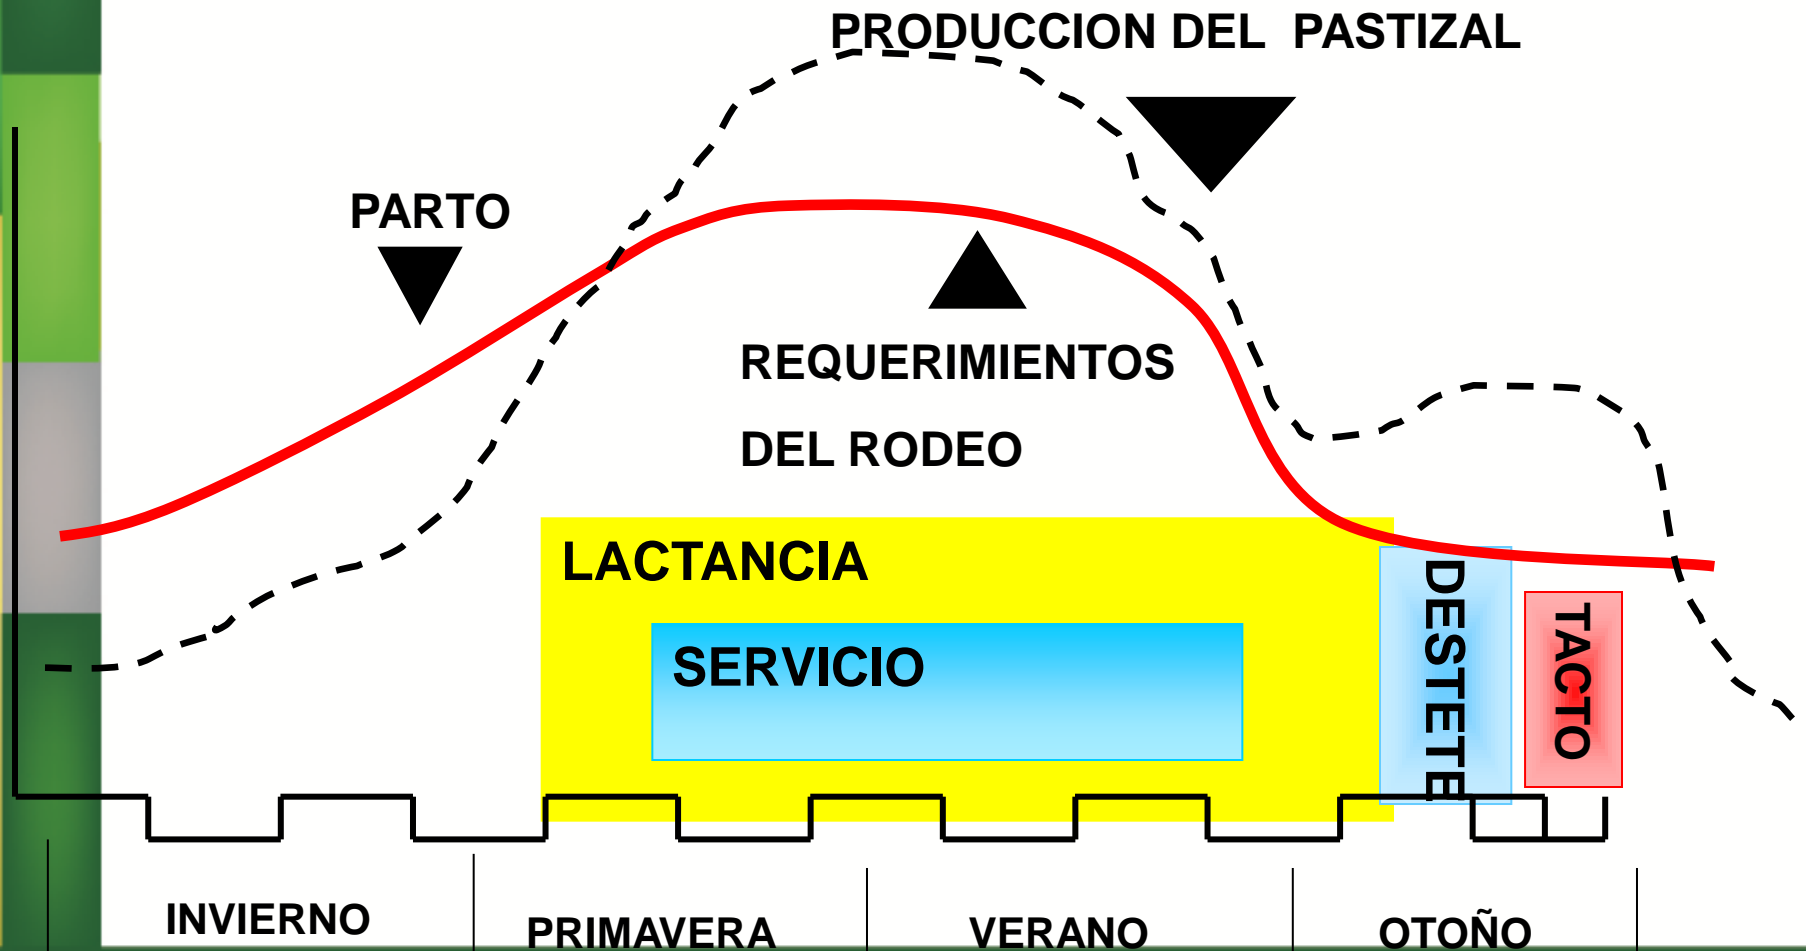 PRODUCCION DEL PASTIZAL
PARTO
REQUERIMIENTOS
DEL RODEO
LACTANCIA
SERVICIO
DESTETE
TACTO
INVIERNO
PRIMAVERA
VERANO
OTOÑO